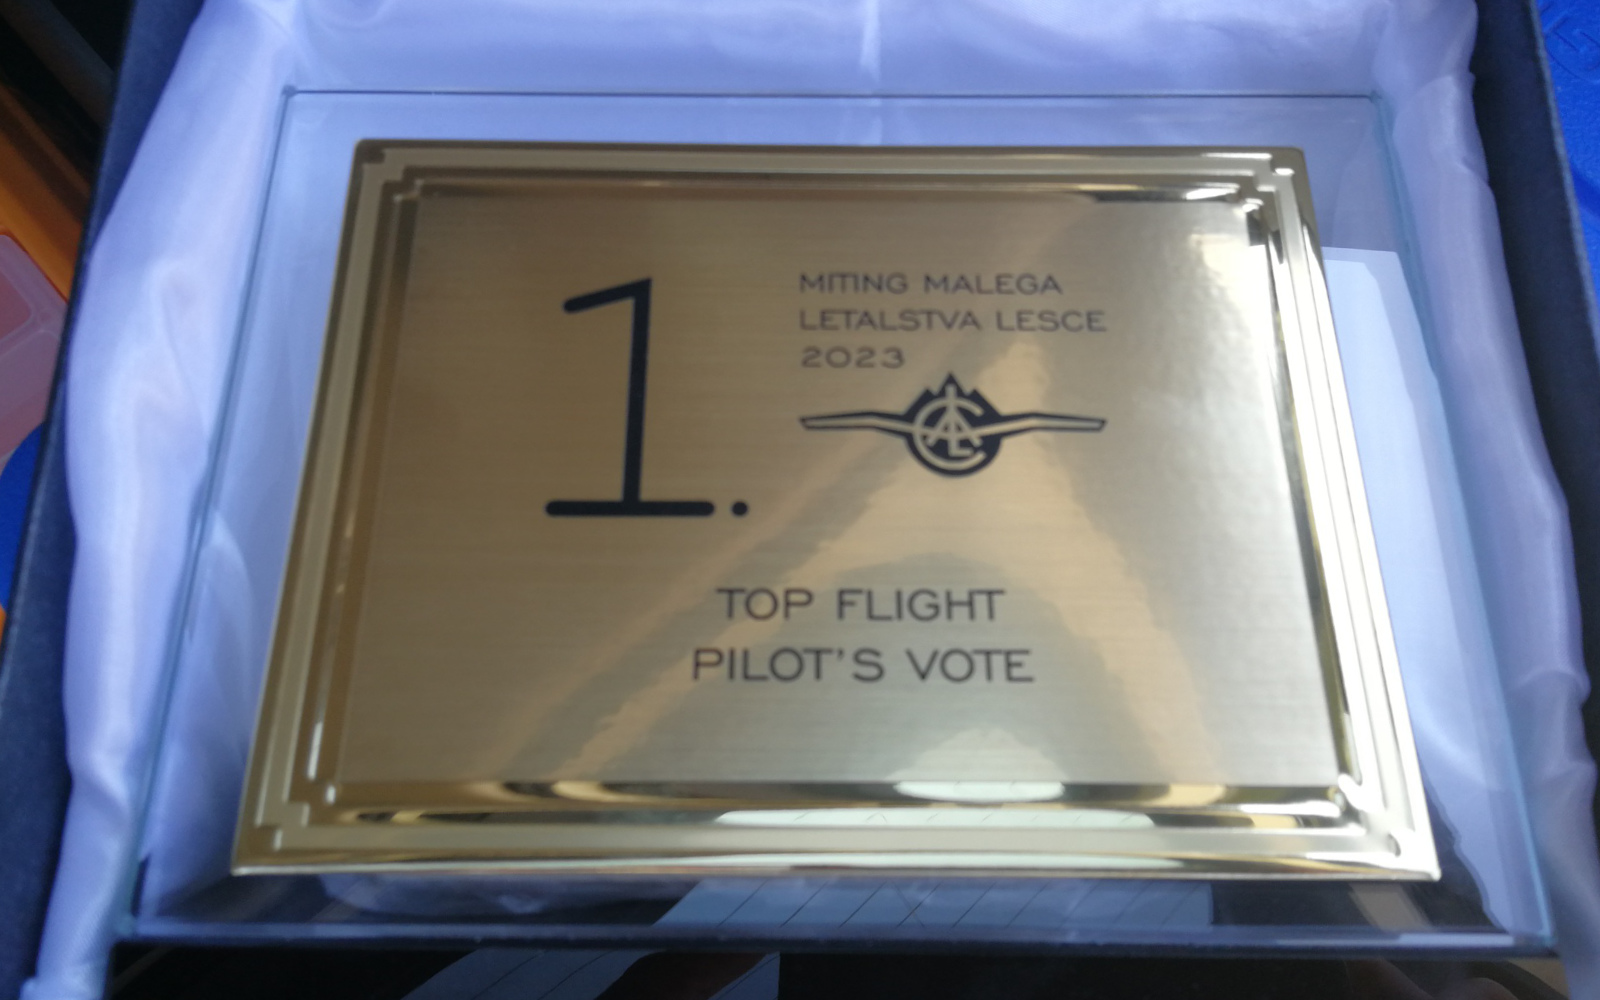 1.
MITING MALEGA
LETALSTVA LESCE
2023
TOP FLIGHT
PILOT'S VOTE